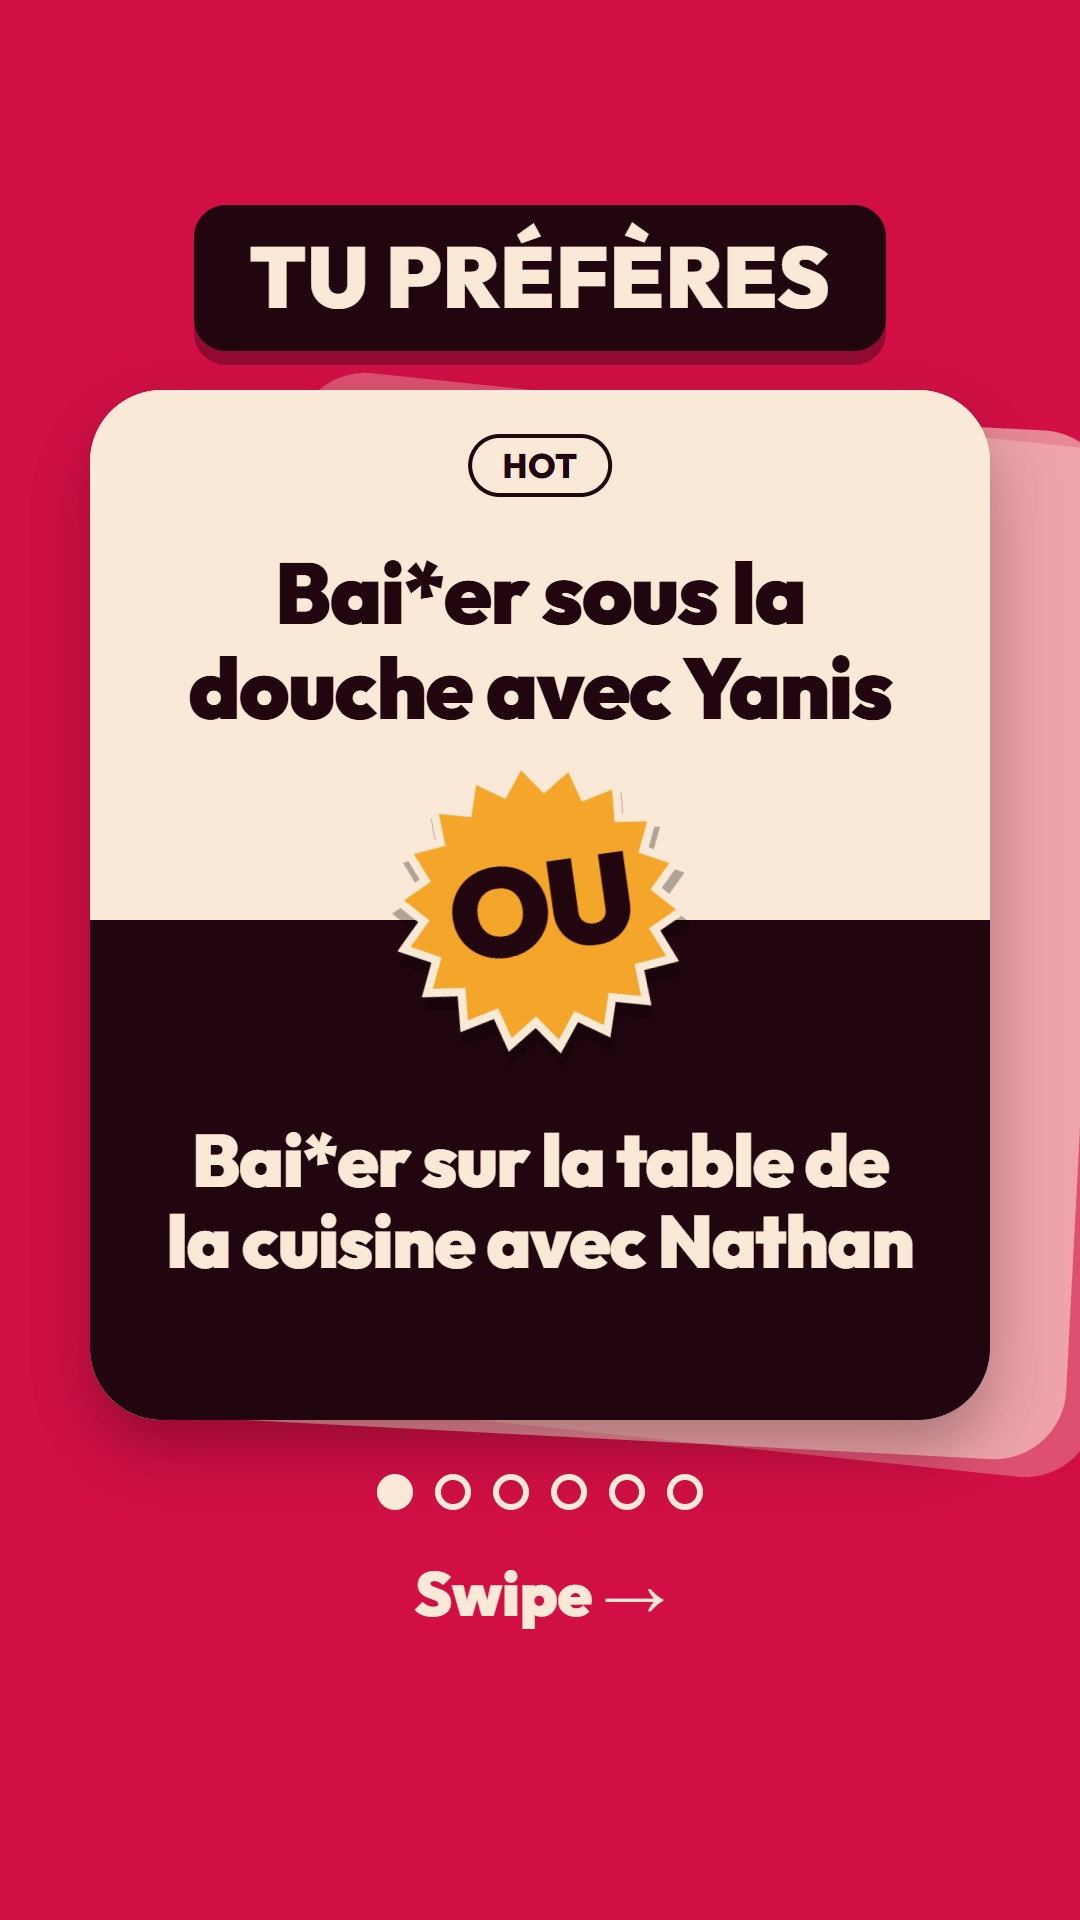 TU PRÉFÈRES
HOT
Bai*er sous la
douche avec Yanis
OU
Bai*er sur la table de
la cuisine avec Nathan
Swipe →